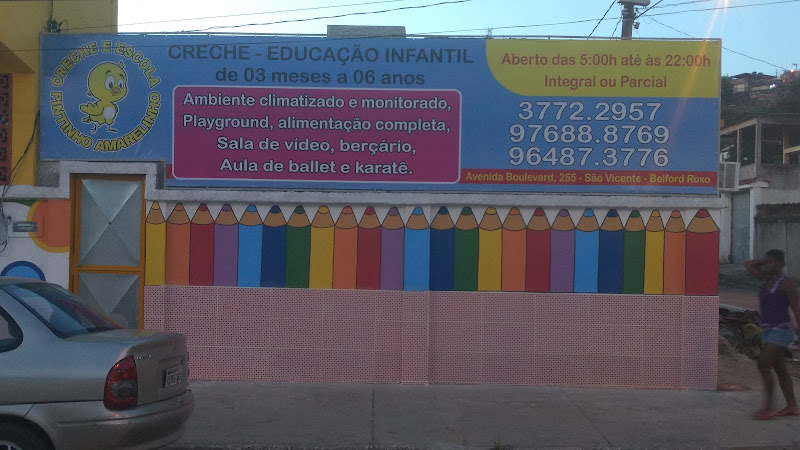 CRECHE E ESCOLA
PINTINHO AMARELINHO
CRECHE - EDUCAÇÃO INFANTIL
de 03 meses a 06 anos
Ambiente climatizado e monitorado,
Playground, alimentação completa,
Sala de vídeo, berçário,
Aula de ballet e karatê.
Aberto das 5:00h até às 22:00h
Integral ou Parcial
3772.2957
97688.8769
96487.3776
Avenida Boulevard, 255 - São Vicente - Belford Roxo